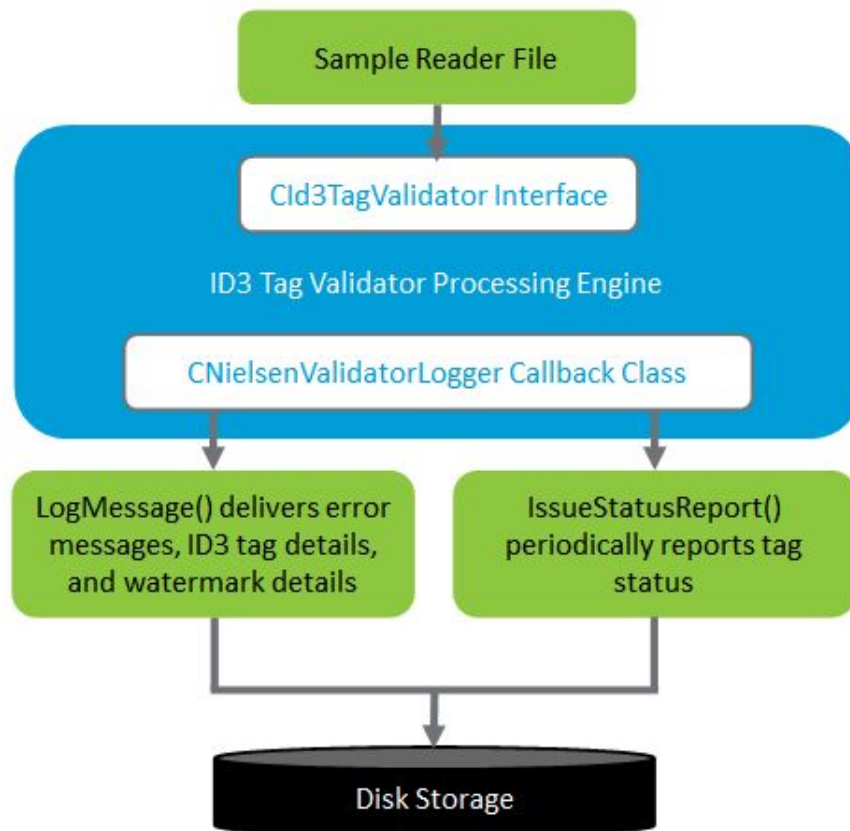 Sample Reader File
CId3TagValidator Interface
ID3 Tag Validator Processing Engine
CNielsenValidatorLogger Callback Class
LogMessage() delivers error
messages, ID3 tag details,
and watermark details
IssueStatusReport()
periodically reports tag
status
Disk Storage